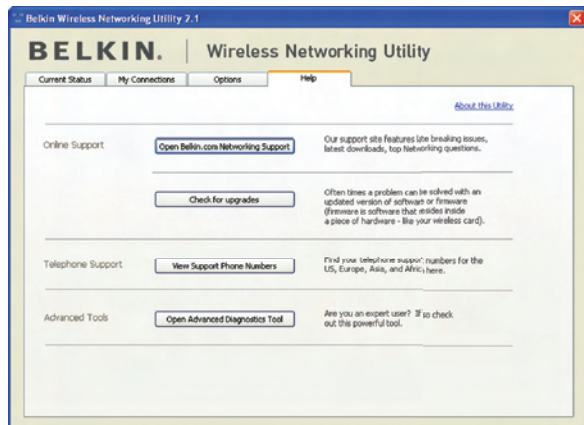 Belkin Wireless Networking Utility 2.1
BELKIN. Wireless Networking Utility
Current Status My Connections Options Help
About this Utility
Online Support
Open Belkin.com Networking Support
Our support site features late breaking issues,
latest downloads, top Networking questions.
Check for upgrades
Often times a problem can be solved with an
updated version of software or firmware
(firmware is software that resides inside
a piece of hardware - like your wireless card).
Telephone Support
View Support Phone Numbers
Find your telephone support numbers for the
US, Europe, Asia, and Africa here.
Advanced Tools
Open Advanced Diagnostics Tool
Are you an expert user? If so check
out this powerful tool.